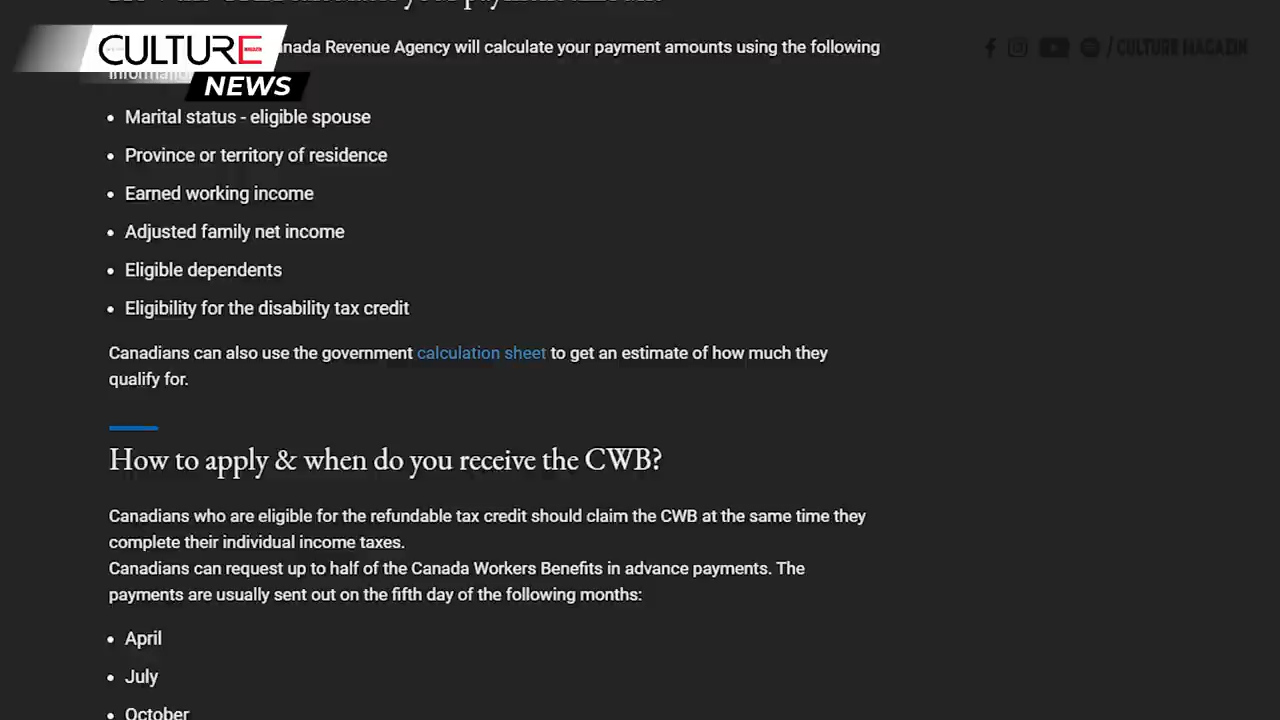 CULTURE
NEWS
nada Revenue Agency will calculate your payment amounts using the following
/ CULTURE MAGAZIN
• Marital status - eligible spouse
• Province or territory of residence
• Earned working income
• Adjusted family net income
• Eligible dependents
• Eligibility for the disability tax credit
Canadians can also use the government calculation sheet to get an estimate of how much they
qualify for.
How to apply & when do you receive the CWB?
Canadians who are eligible for the refundable tax credit should claim the CWB at the same time they
complete their individual income taxes.
Canadians can request up to half of the Canada Workers Benefits in advance payments. The
payments are usually sent out on the fifth day of the following months:
• April
• July
• October